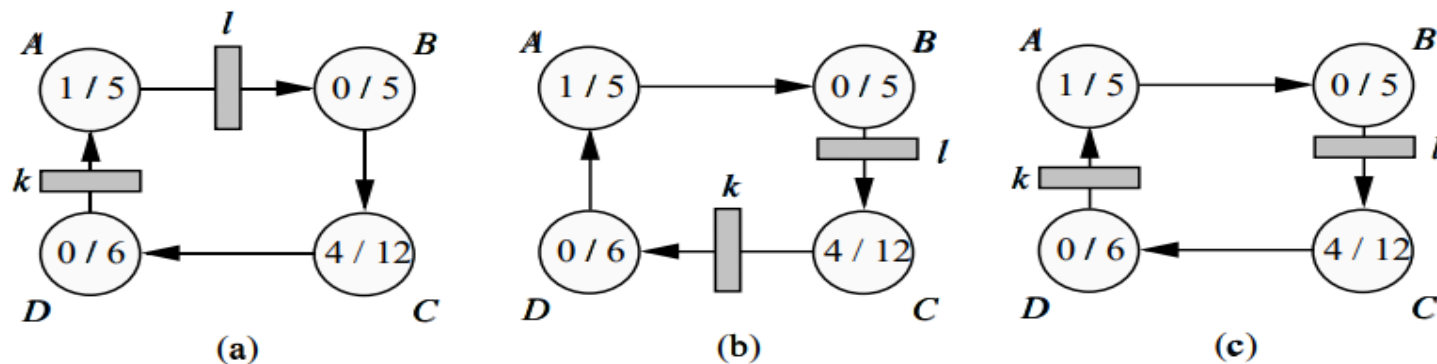 A l B
1 / 5 0 / 5
k
0 / 6 4 / 12
D C
(a)
A B
1 / 5 0 / 5
l
k
0 / 6 4 / 12
D C
(b)
A B
1 / 5 0 / 5
l
k
0 / 6 4 / 12
D C
(c)